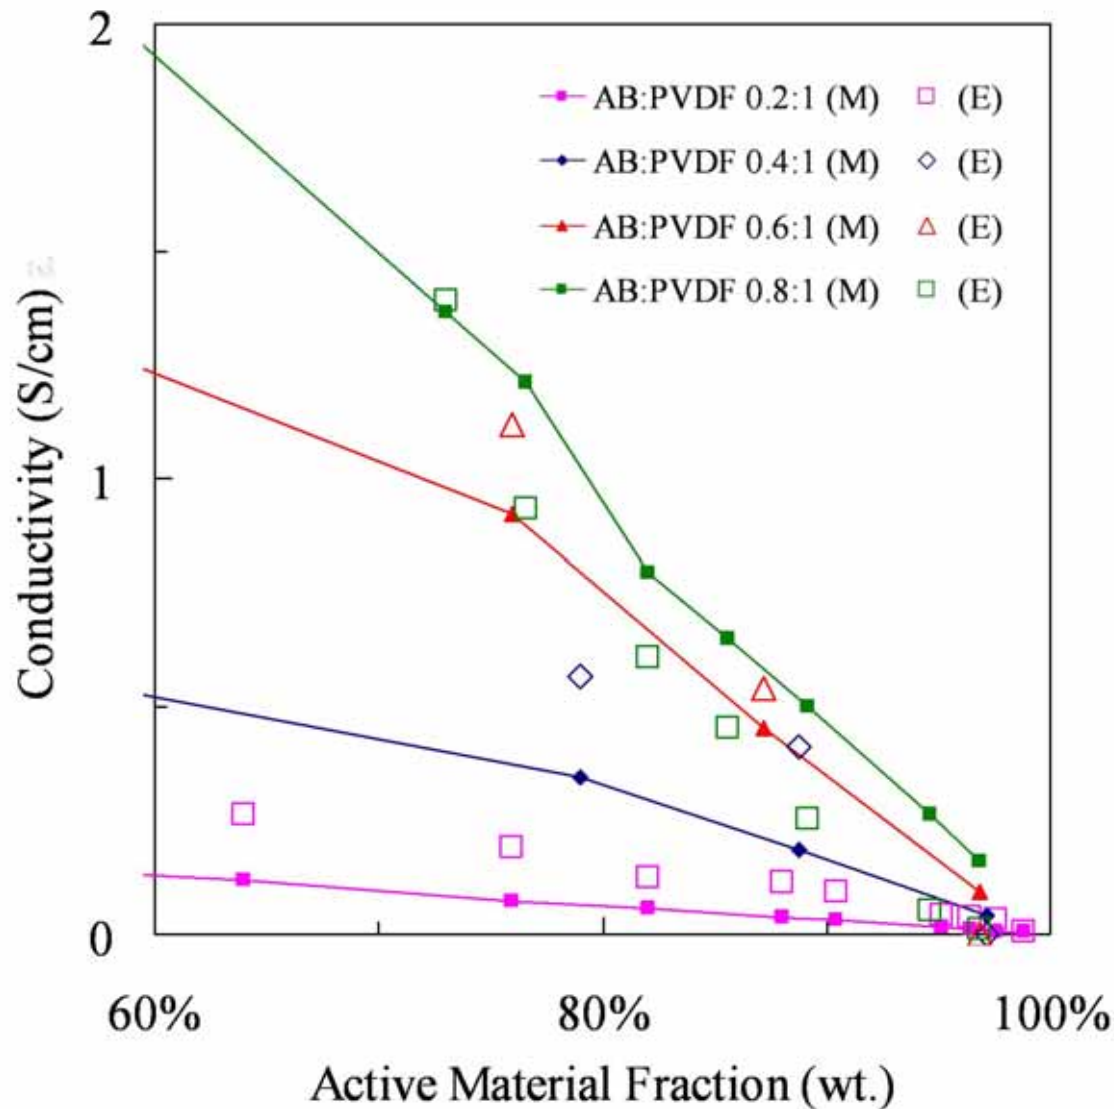 2
AB:PVDF 0.2:1 (M) (E)
AB:PVDF 0.4:1 (M) (E)
AB:PVDF 0.6:1 (M) (E)
AB:PVDF 0.8:1 (M) (E)
Conductivity (S/cm)
1
0
60% 80% 100%
Active Material Fraction (wt.)